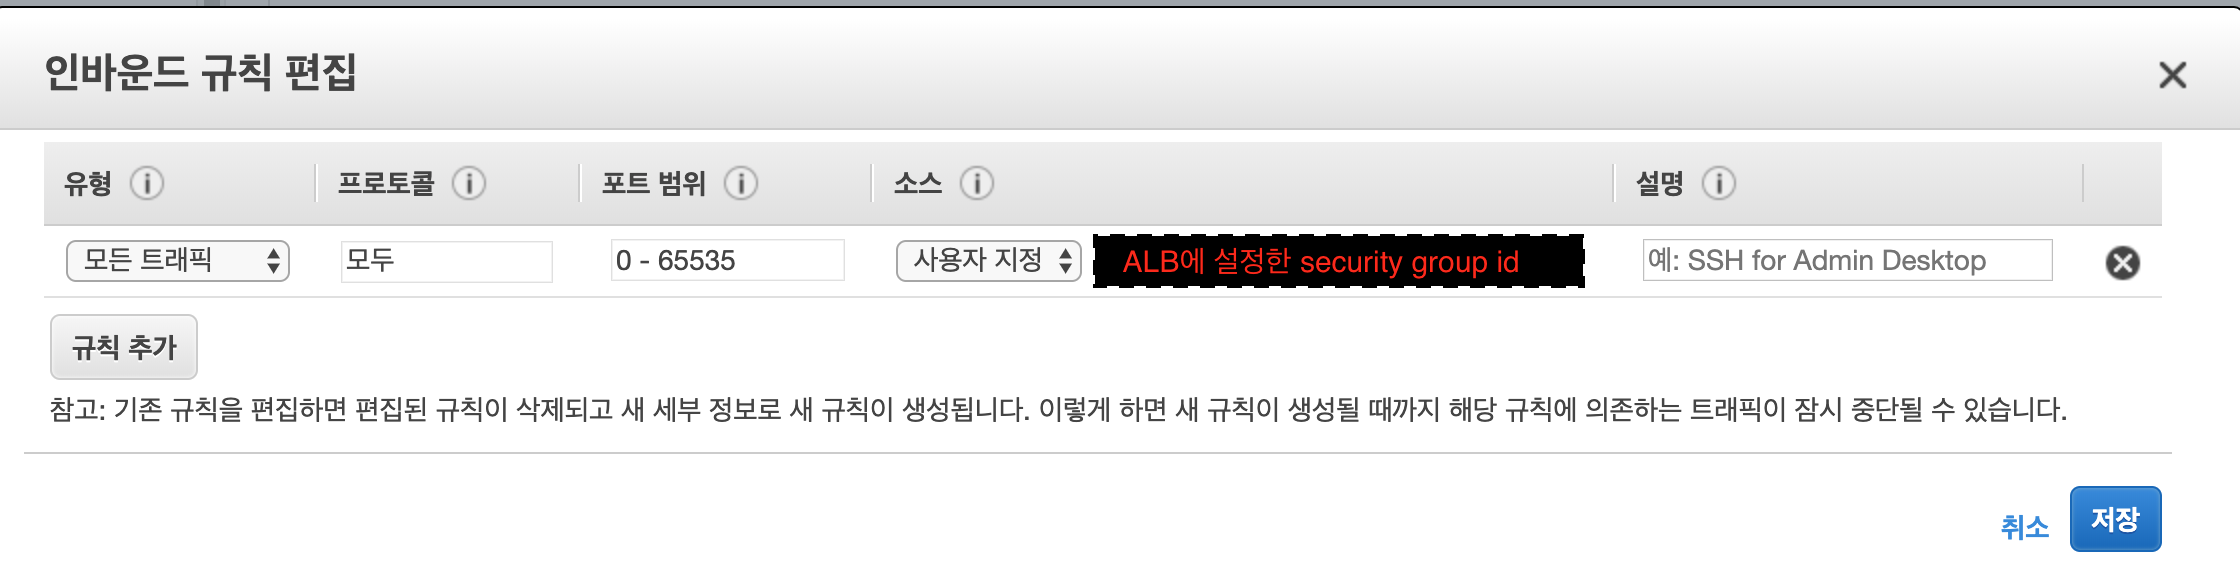 인바운드 규칙 편집
유형 프로토콜 포트 범위 소스 설명
모든 트래픽 모두 0 - 65535 사용자 지정 ALB에 설정한 security group id 예: SSH for Admin Desktop
규칙 추가
참고: 기존 규칙을 편집하면 편집된 규칙이 삭제되고 새 세부 정보로 새 규칙이 생성됩니다. 이렇게 하면 새 규칙이 생성될 때까지 해당 규칙에 의존하는 트래픽이 잠시 중단될 수 있습니다.
취소 저장